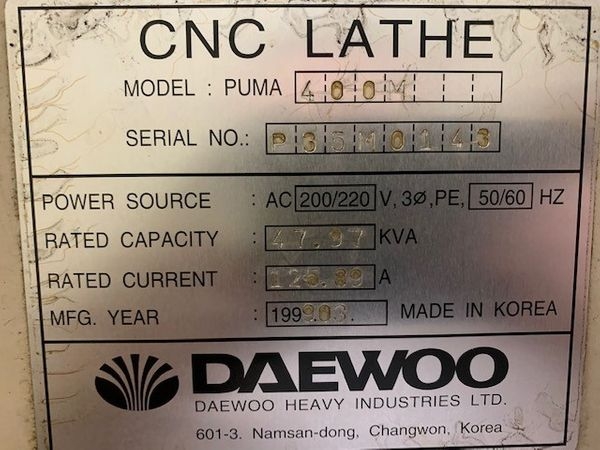 CNC LATHE
MODEL : PUMA 400M
SERIAL NO.: P35M0143
POWER SOURCE : AC 200/220 V, 3Ø, PE, 50/60 HZ
RATED CAPACITY : 47.97 KVA
RATED CURRENT : A
MFG. YEAR : MADE IN KOREA
DAEWOO
DAEWOO HEAVY INDUSTRIES LTD.
601-3. Namsan-dong, Changwon, Korea